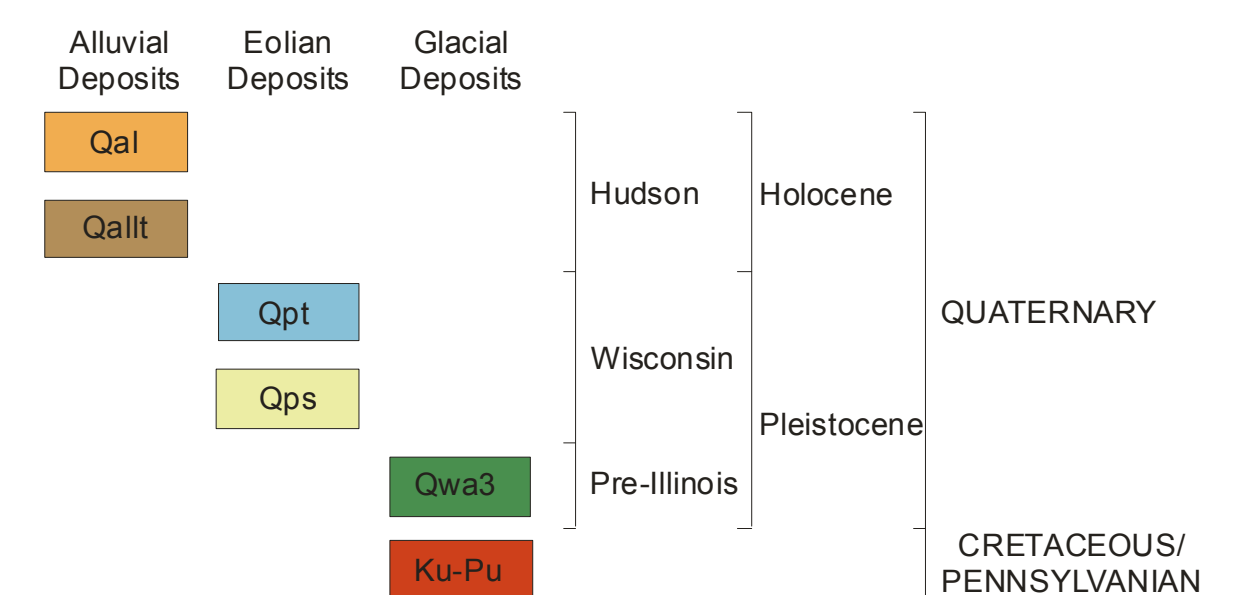 Alluvial
Deposits
Eolian
Deposits
Glacial
Deposits
Qal
Hudson
Holocene
Qallt
Qpt
QUATERNARY
Wisconsin
Qps
Pleistocene
Qwa3
Pre-Illinois
Ku-Pu
CRETACEOUS/
PENNSYLVANIAN